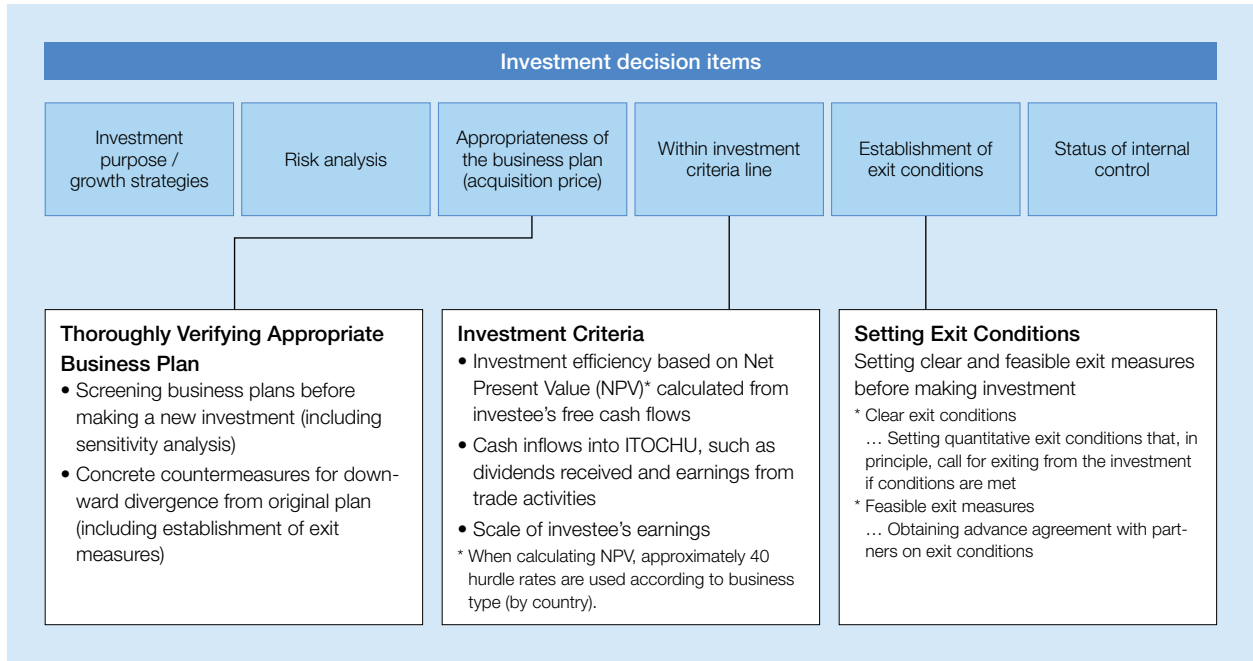 Investment decision items
Investment
purpose /
growth strategies
Risk analysis
Appropriateness of
the business plan
(acquisition price)
Within investment
criteria line
Establishment of
exit conditions
Status of internal
control
Thoroughly Verifying Appropriate
Business Plan
• Screening business plans before
making a new investment (including
sensitivity analysis)
• Concrete countermeasures for down-
ward divergence from original plan
(including establishment of exit
measures)
Investment Criteria
• Investment efficiency based on Net
Present Value (NPV)* calculated from
investee’s free cash flows
• Cash inflows into ITOCHU, such as
dividends received and earnings from
trade activities
• Scale of investee’s earnings
* When calculating NPV, approximately 40
hurdle rates are used according to business
type (by country).
Setting Exit Conditions
Setting clear and feasible exit measures
before making investment
* Clear exit conditions
… Setting quantitative exit conditions that, in
principle, call for exiting from the investment
if conditions are met
* Feasible exit measures
… Obtaining advance agreement with part-
ners on exit conditions